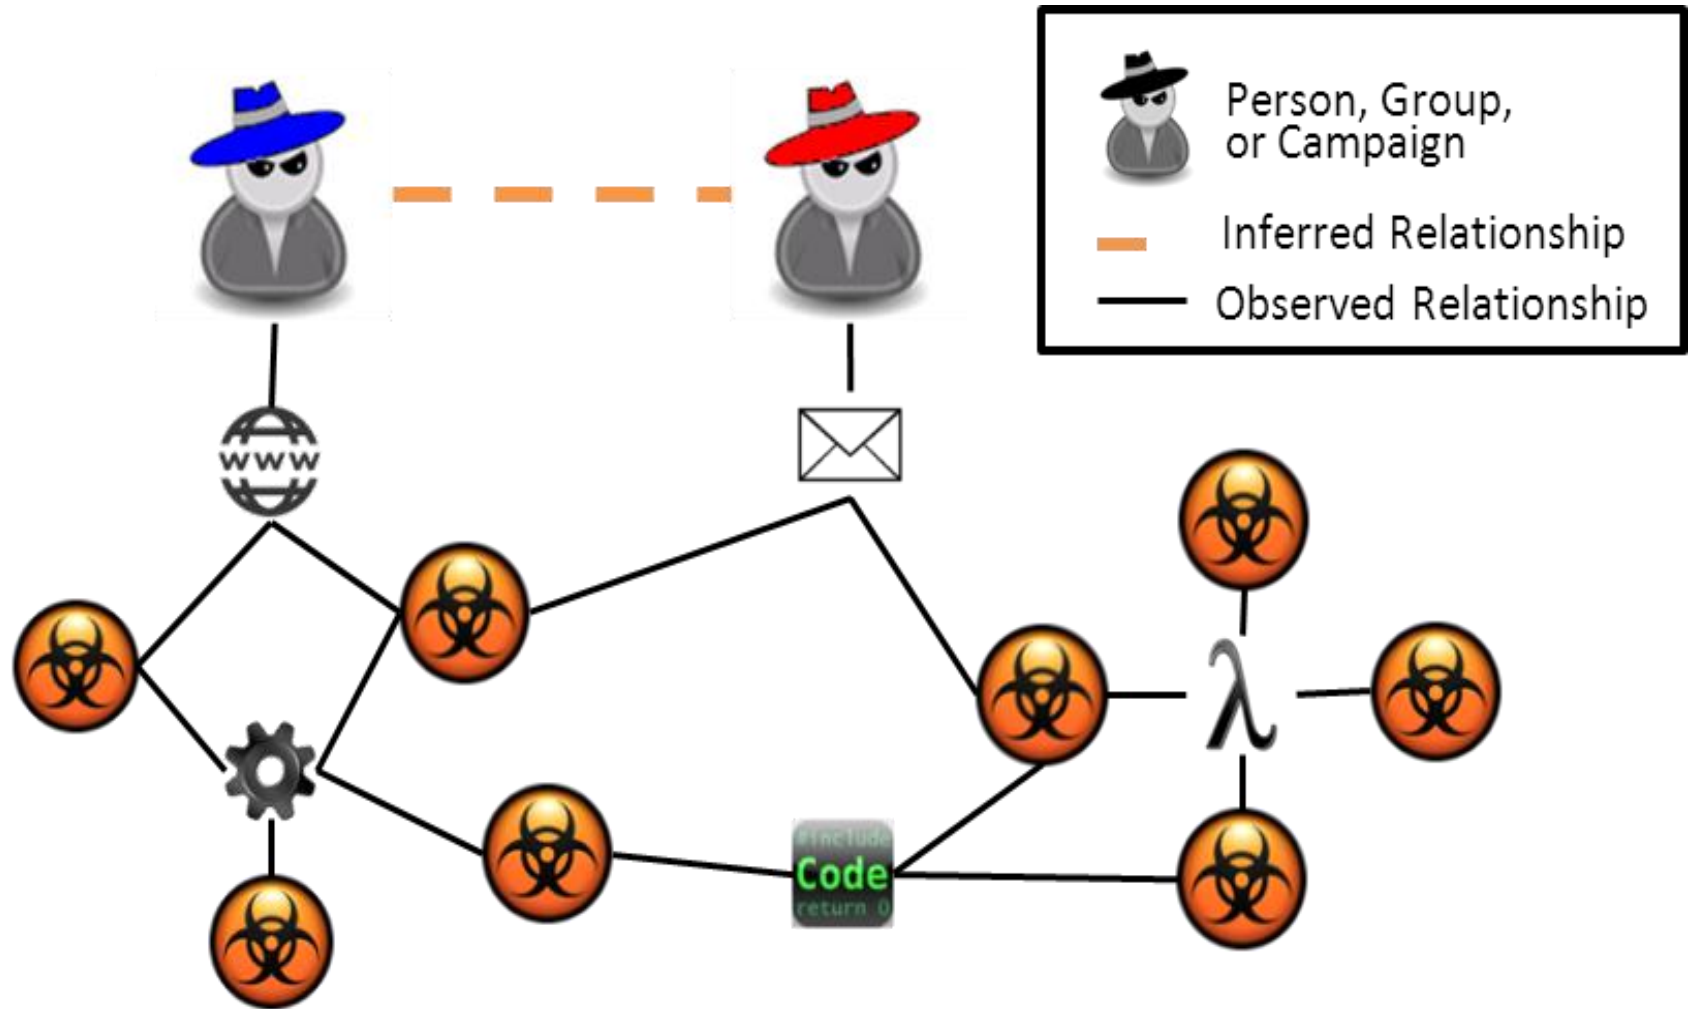 Person, Group,
or Campaign
Inferred Relationship
Observed Relationship
www
λ
#include
Code
return 0